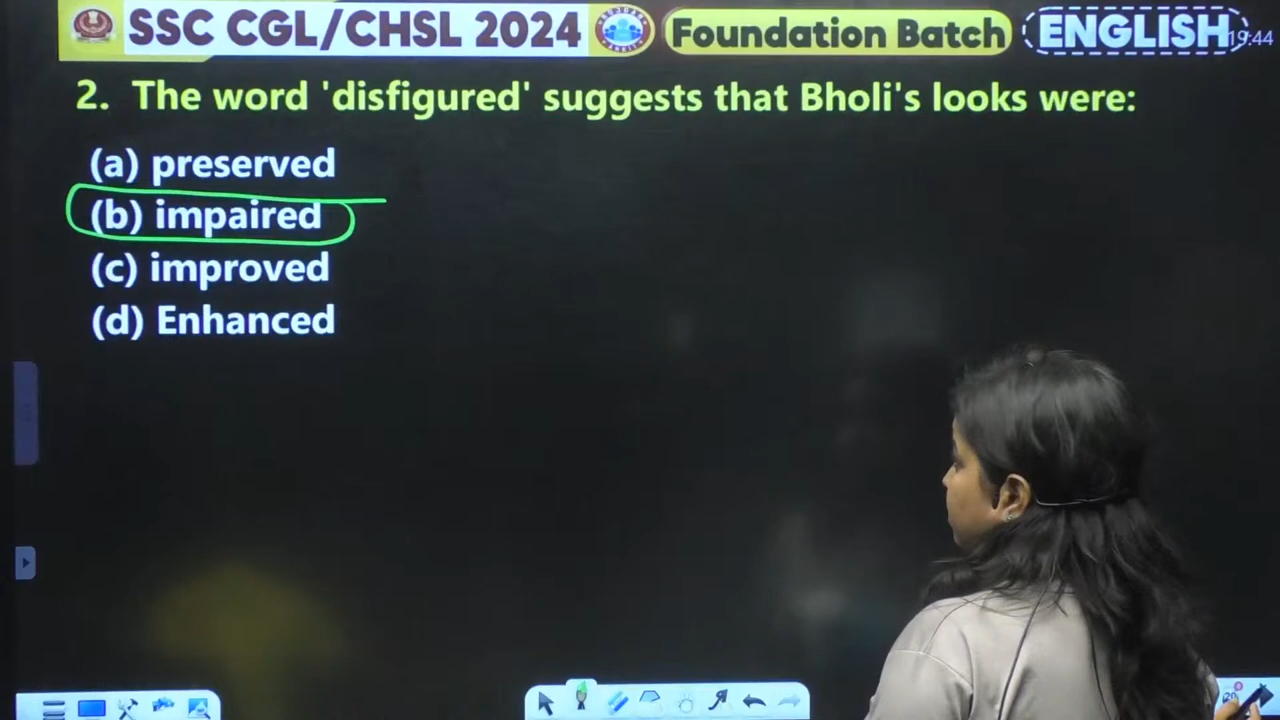 SSC CGL/CHSL 2024 Foundation Batch ENGLISH 19:44
2. The word 'disfigured' suggests that Bholi's looks were:
(a) preserved
(b) impaired
(c) improved
(d) Enhanced